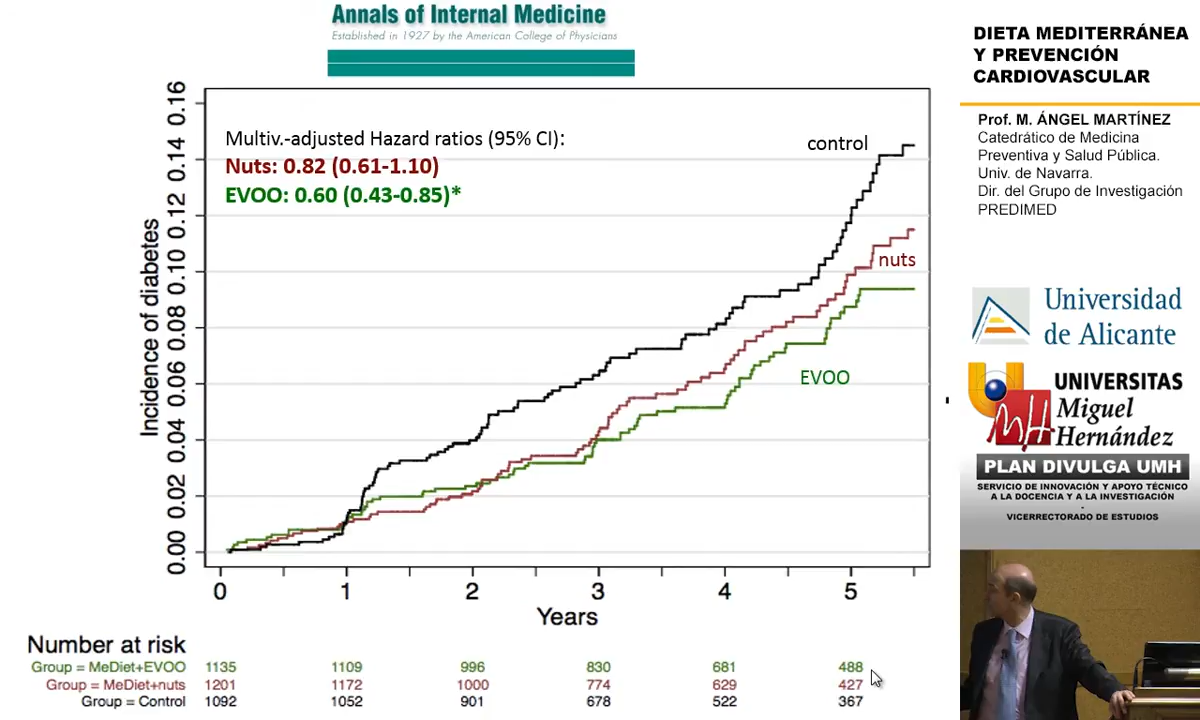 Annals of Internal Medicine
Established in 1927 by the American College of Physicians
Multiv.-adjusted Hazard ratios (95% CI):
Nuts: 0.82 (0.61-1.10)
EVOO: 0.60 (0.43-0.85)*
control
nuts
EVOO
Incidence of diabetes
0.16
0.14
0.12
0.10
0.08
0.06
0.04
0.02
0.00
0 1 2 3 4 5
Years
Number at risk
Group = MeDiet+EVOO 1135 1109 996 830 681 488
Group = MeDiet+nuts 1201 1172 1000 774 629 427
Group = Control 1092 1052 901 678 522 367
DIETA MEDITERRÁNEA
Y PREVENCIÓN
CARDIOVASCULAR
Prof. M. ÁNGEL MARTÍNEZ
Catedrático de Medicina
Preventiva y Salud Pública.
Univ. de Navarra.
Dir. del Grupo de Investigación
PREDIMED
Universidad
de Alicante
UNIVERSITAS
Miguel
Hernández
PLAN DIVULGA UMH
SERVICIO DE INNOVACIÓN Y APOYO TÉCNICO
A LA DOCENCIA Y A LA INVESTIGACIÓN
-
VICERRECTORADO DE ESTUDIOS